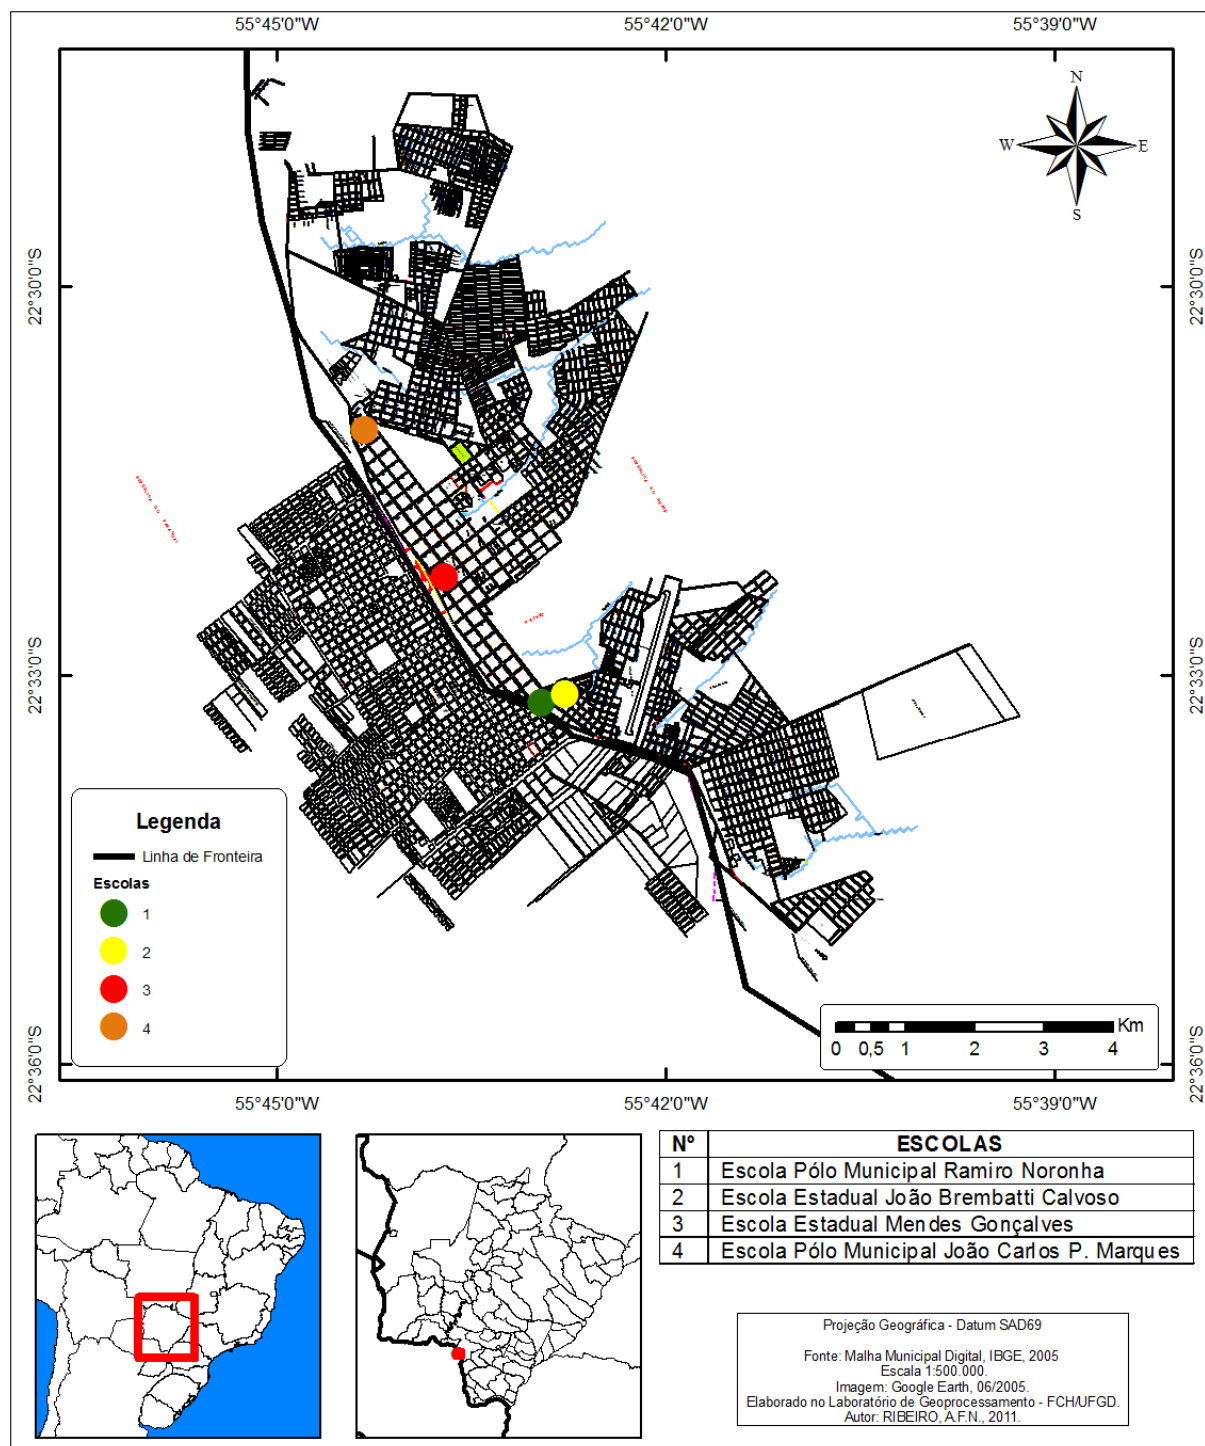 55°45'0"W 55°42'0"W 55°39'0"W
N
W E
S
22°30'0"S 22°30'0"S
22°33'0"S 22°33'0"S
Legenda
Linha de Fronteira
Escolas
1
2
3
4
Km
0 0,5 1 2 3 4
22°36'0"S 22°36'0"S
55°45'0"W 55°42'0"W 55°39'0"W
Nº ESCOLAS
1 Escola Pólo Municipal Ramiro Noronha
2 Escola Estadual João Brembatti Calvoso
3 Escola Estadual Mendes Gonçalves
4 Escola Pólo Municipal João Carlos P. Marques
Projeção Geográfica - Datum SAD69
Fonte: Malha Municipal Digital, IBGE, 2005
Escala 1:500.000.
Imagem: Google Earth, 06/2005.
Elaborado no Laboratório de Geoprocessamento - FCH/UFGD.
Autor: RIBEIRO, A.F.N., 2011.